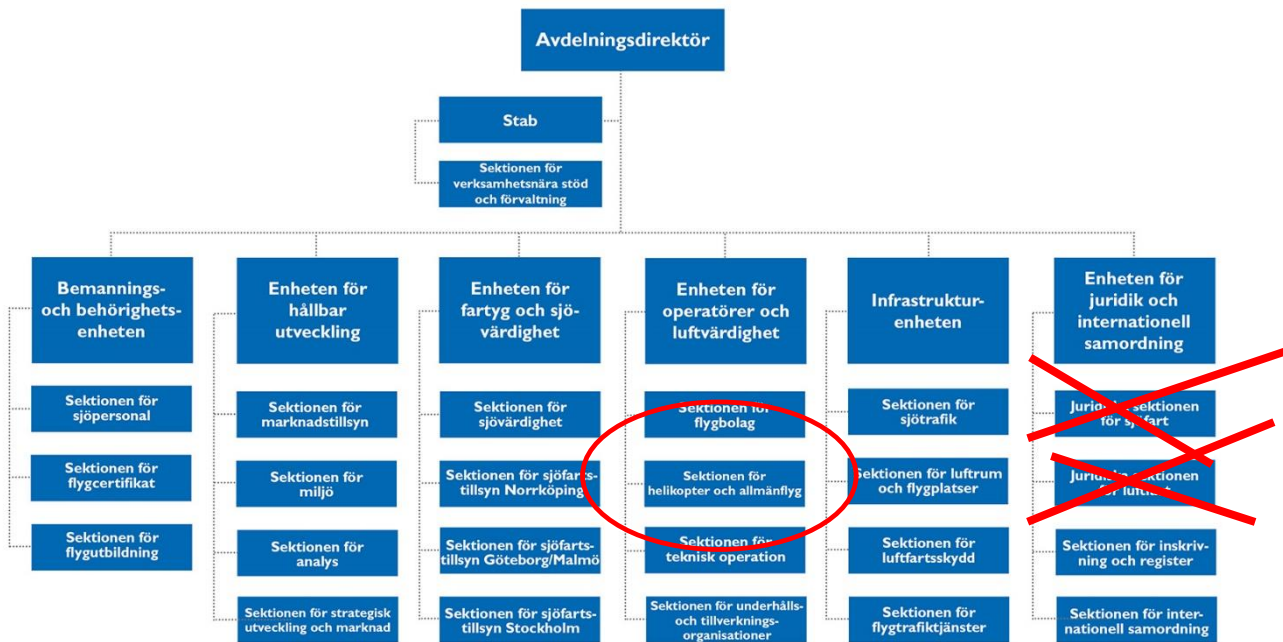 Avdelningsdirektör
Stab
Sektionen för
verksamhetsnära stöd
och förvaltning
Bemannings-
och behörighets-
enheten
Sektionen för
sjöpersonal
Sektionen för
flygcertifikat
Sektionen för
flygutbildning
Enheten för
hållbar
utveckling
Sektionen för
marknadstillsyn
Sektionen för
miljö
Sektionen för
analys
Sektionen för strategisk
utveckling och marknad
Enheten för
fartyg och sjö-
värdighet
Sektionen för
sjövärdighet
Sektionen för sjöfarts-
tillsyn Norrköping
Sektionen för sjöfarts-
tillsyn Göteborg/Malmö
Sektionen för sjöfarts-
tillsyn Stockholm
Enheten för
operatörer och
luftvärdighet
Sektionen för
flygbolag
Sektionen för
helikopter och allmänflyg
Sektionen för
teknisk operation
Sektionen för underhålls-
och tillverknings-
organisationer
Infrastruktur-
enheten
Sektionen för
sjötrafik
Sektionen för luftrum
och flygplatser
Sektionen för
luftfartsskydd
Sektionen för
flygtrafiktjänster
Enheten för
juridik och
internationell
samordning
Juridiska sektionen
för sjöfart
Juridiska sektionen
för luftfart
Sektionen för inskriv-
ning och register
Sektionen för inter-
nationell samordning